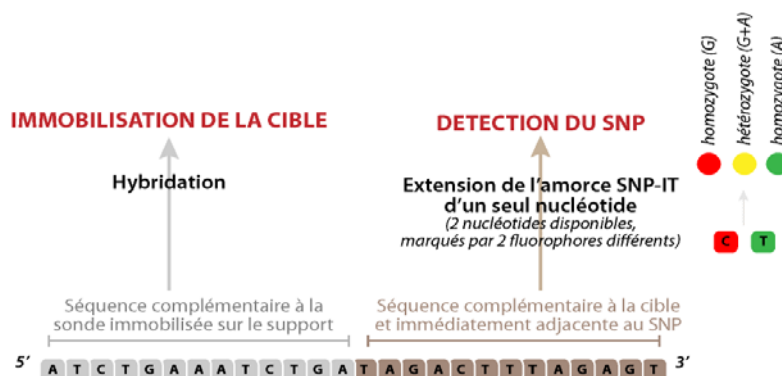 homozygote (G)
hétérozygote (G+A)
homozygote (A)
IMMOBILISATION DE LA CIBLE
DETECTION DU SNP
Hybridation
Extension de l'amorce SNP-IT
d'un seul nucléotide
(2 nucléotides disponibles,
marqués par 2 fluorophores différents)
C T
Séquence complémentaire à la
sonde immobilisée sur le support
Séquence complémentaire à la cible
et immédiatement adjacente au SNP
5' A T C T G A A A T C T G A T A G A C T T T A G A G T 3'